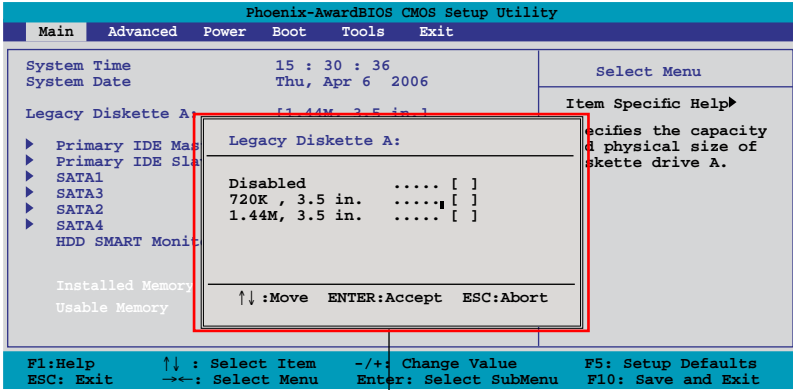 Phoenix-AwardBIOS CMOS Setup Utility
Main Advanced Power Boot Tools Exit
System Time 15 : 30 : 36
System Date Thu, Apr 6 2006
Legacy Diskette A: [1.44M, 3.5 in.]
Primary IDE Mas
Primary IDE Sla
SATA1
SATA3
SATA2
SATA4
HDD SMART Monit
Installed Memory
Usable Memory
Legacy Diskette A:
Disabled ..... [ ]
720K , 3.5 in. ..... [ ]
1.44M, 3.5 in. ..... [ ]
↑↓ :Move ENTER:Accept ESC:Abort
Select Menu
Item Specific Help
ecifies the capacity
d physical size of
skette drive A.
F1:Help ↑↓ : Select Item -/+: Change Value F5: Setup Defaults
ESC: Exit →←: Select Menu Enter: Select SubMenu F10: Save and Exit